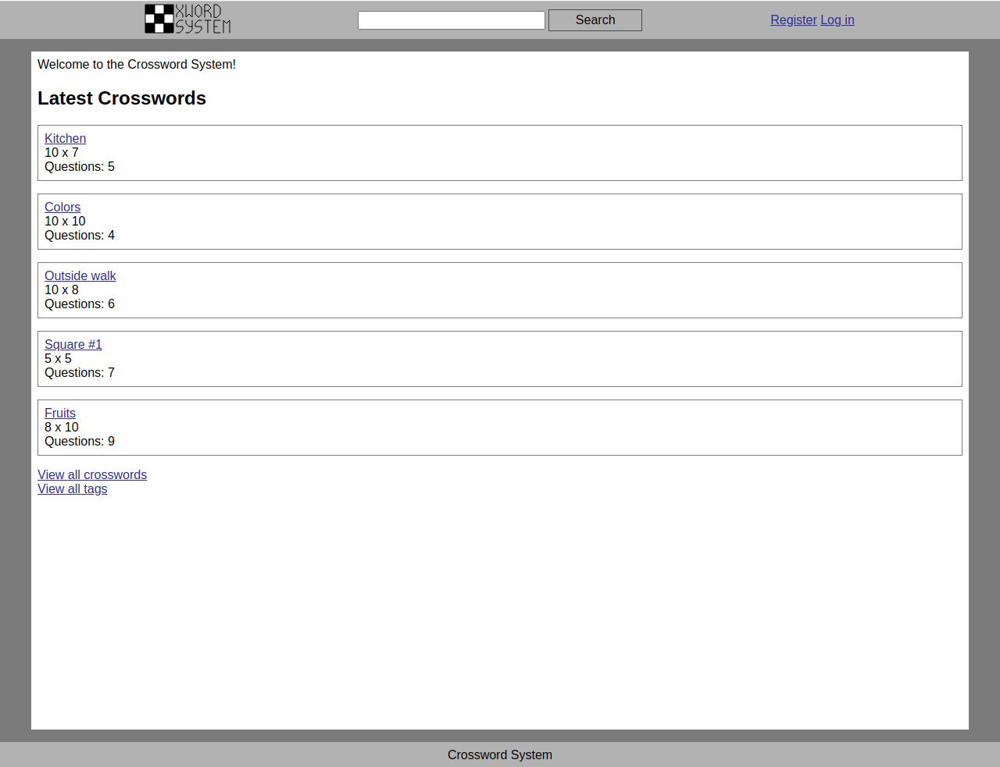 XWORD
SYSTEM
Search
Register Log in
Welcome to the Crossword System!
Latest Crosswords
Kitchen
10 x 7
Questions: 5
Colors
10 x 10
Questions: 4
Outside walk
10 x 8
Questions: 6
Square #1
5 x 5
Questions: 7
Fruits
8 x 10
Questions: 9
View all crosswords
View all tags
Crossword System